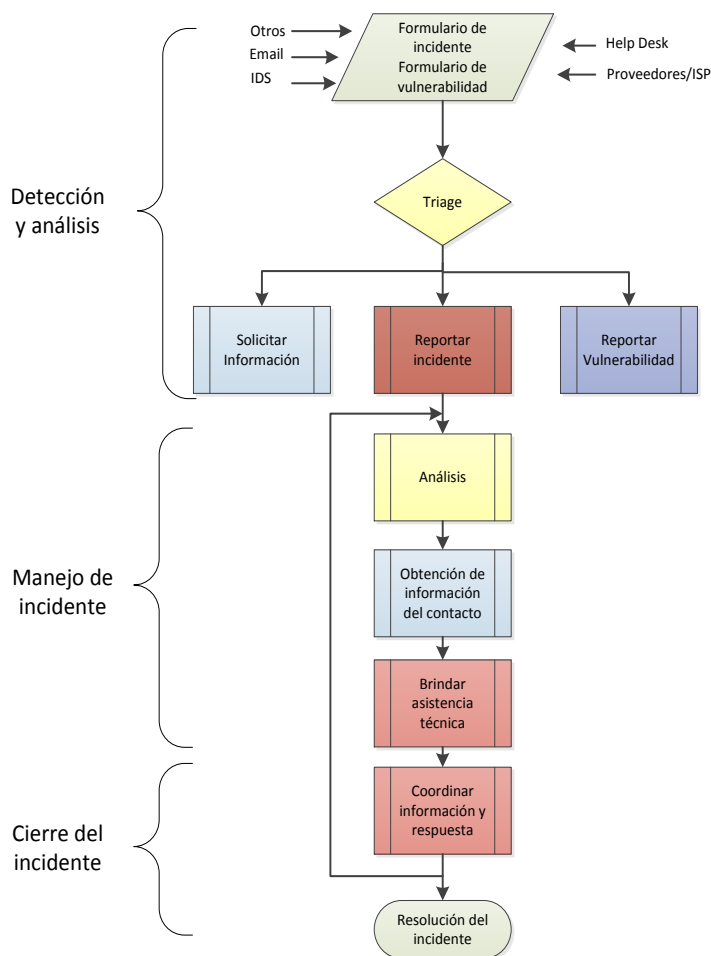 Otros
Email
IDS
Formulario de
incidente
Formulario de
vulnerabilidad
Help Desk
Proveedores/ISP
Detección
y análisis
Triage
Solicitar
Información
Reportar
incidente
Reportar
Vulnerabilidad
Manejo de
incidente
Análisis
Obtención de
información
del contacto
Brindar
asistencia
técnica
Cierre del
incidente
Coordinar
información y
respuesta
Resolución del
incidente